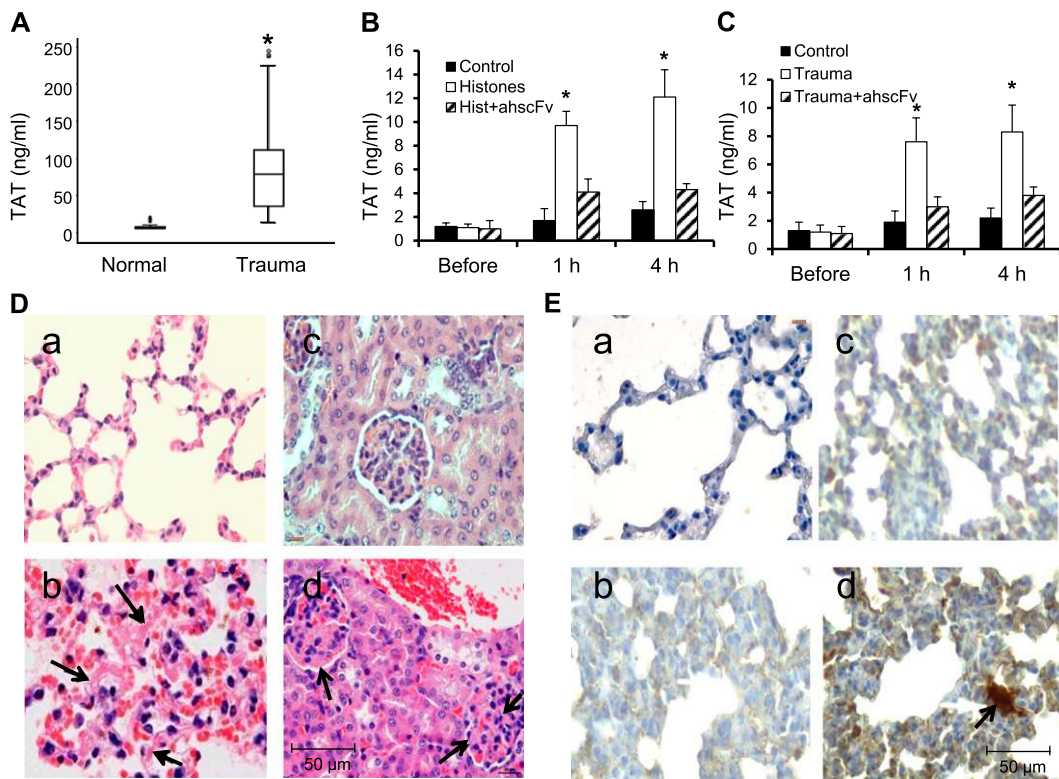 A
TAT (ng/ml)
250
200
150
100
50
0
*
Normal Trauma
B
TAT (ng/ml)
16
14
12
10
8
6
4
2
0
Control
Histones
Hist+ahscFv
*
*
Before 1 h 4 h
C
TAT (ng/ml)
12
10
8
6
4
2
0
Control
Trauma
Trauma+ahscFv
*
*
Before 1 h 4 h
D
a
c
b
d
50 µm
E
a
c
b
d
50 µm